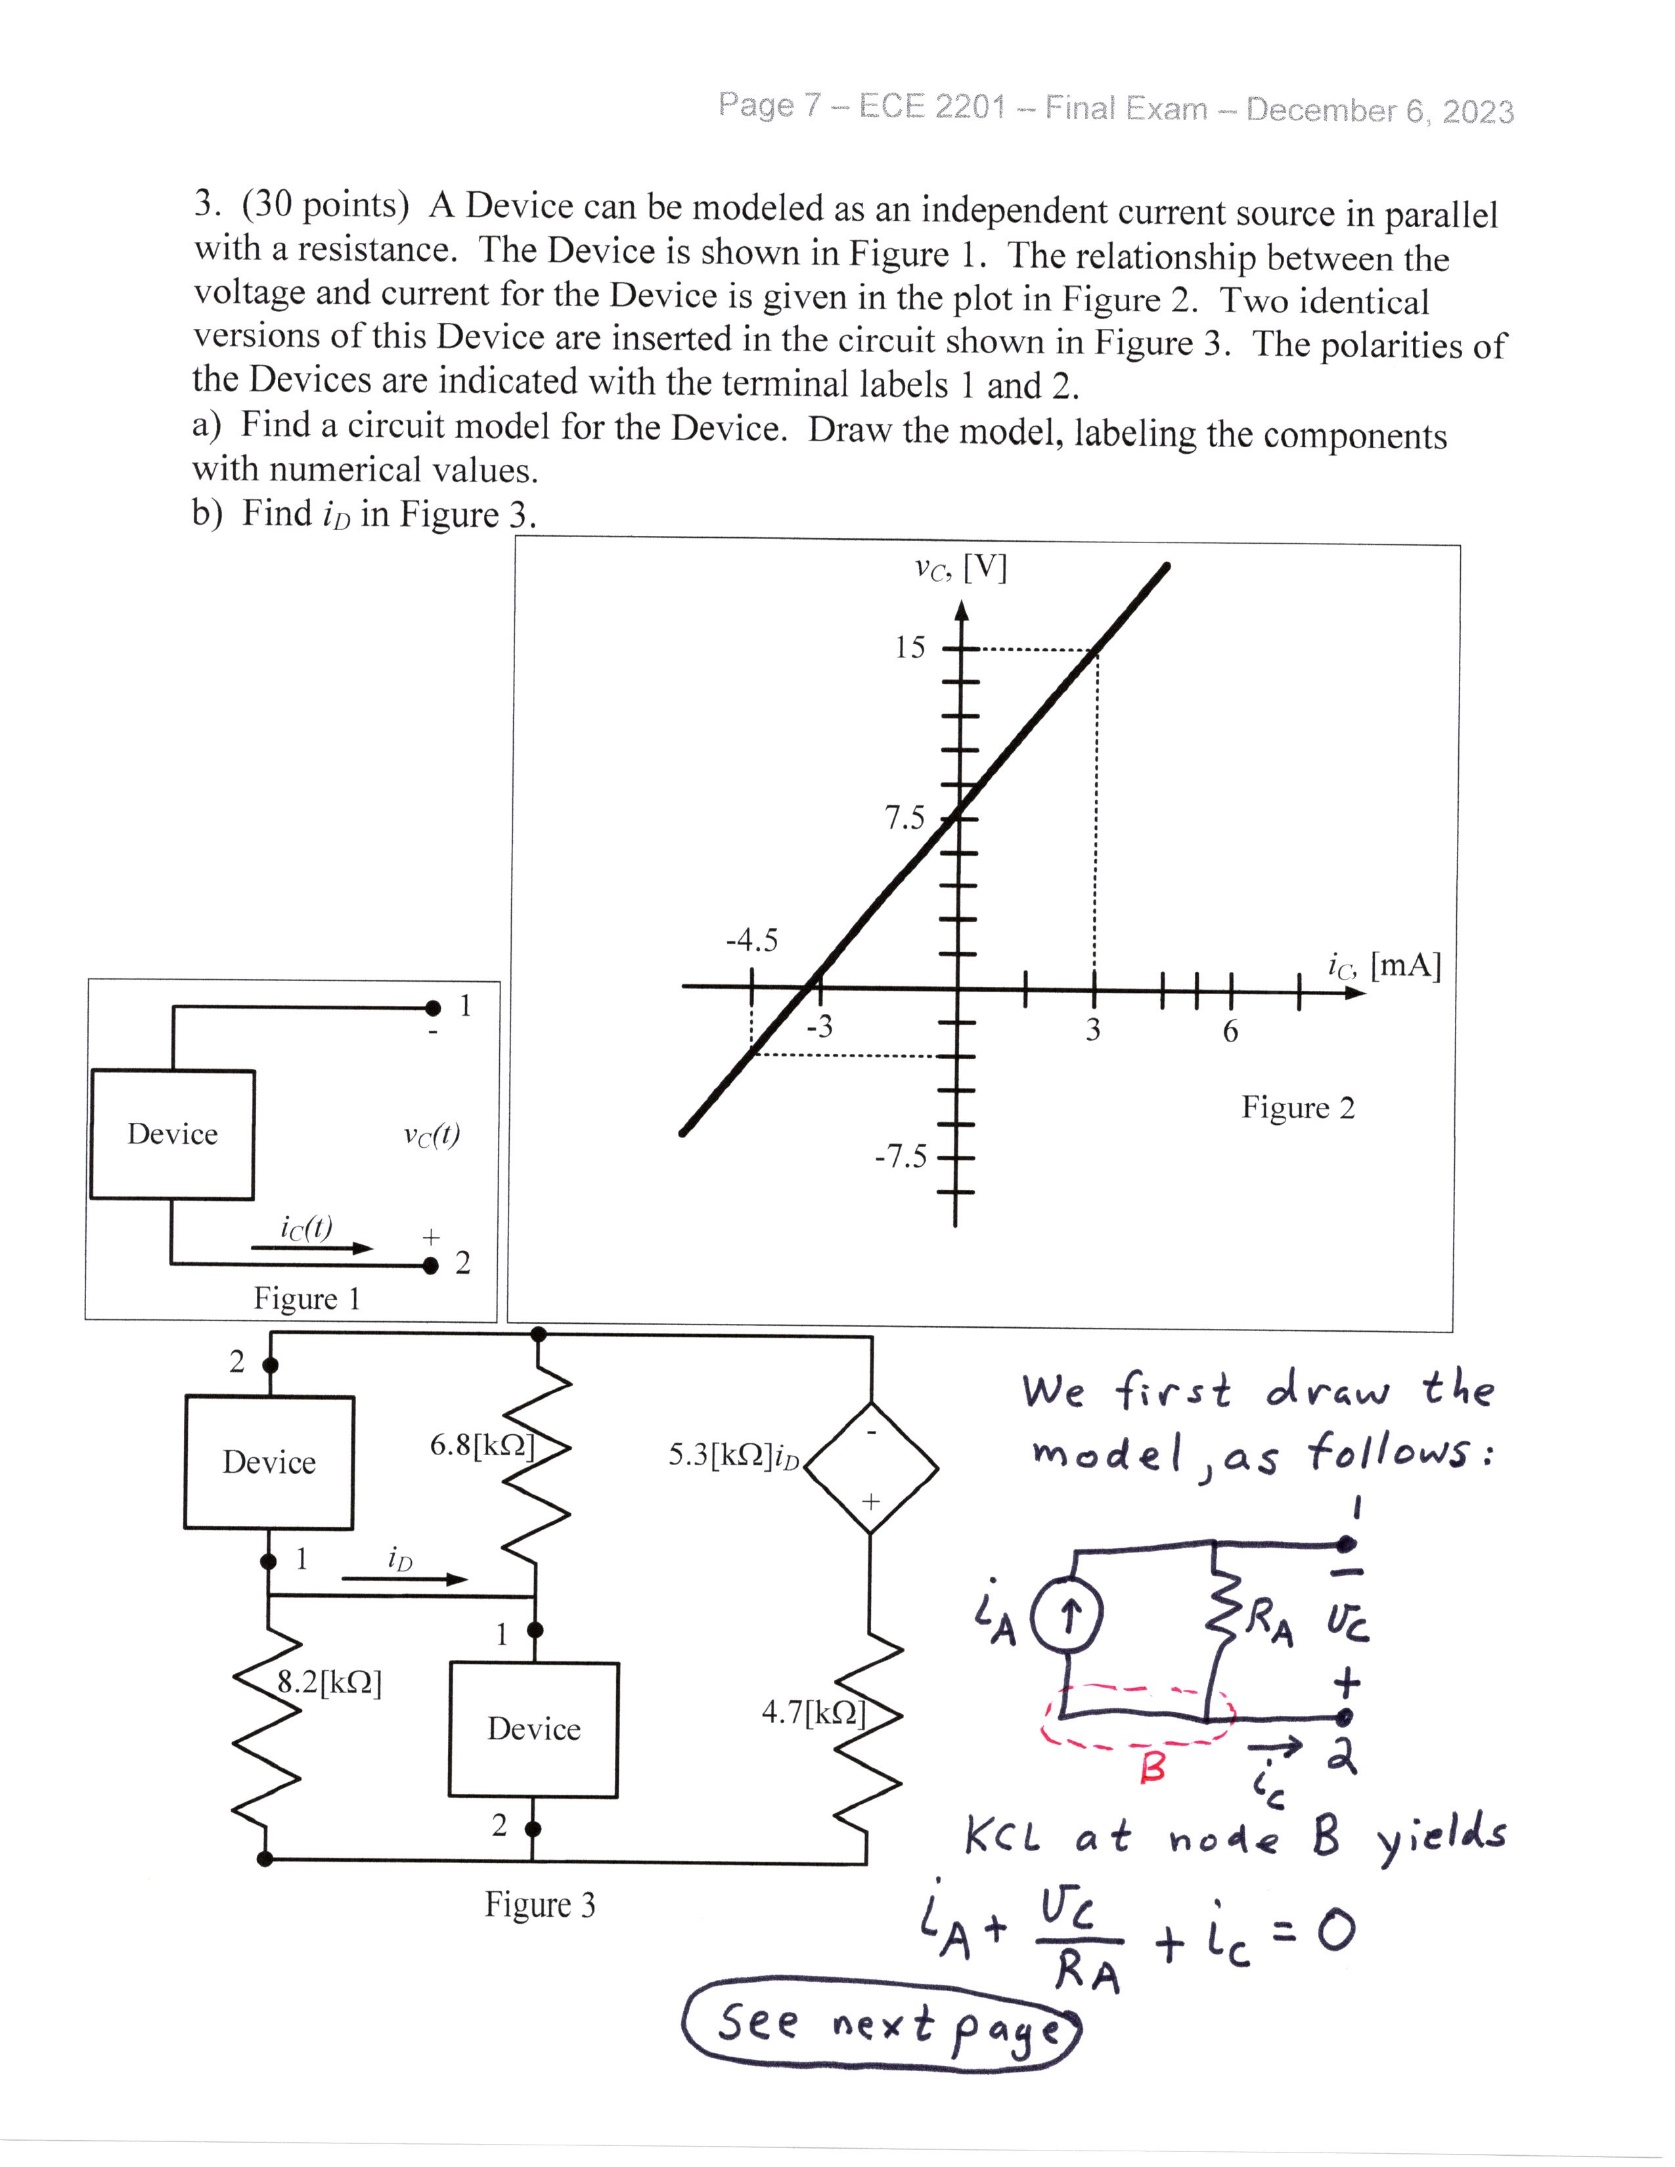 Page 7 – ECE 2201 – Final Exam – December 6, 2023
3. (30 points) A Device can be modeled as an independent current source in parallel
with a resistance. The Device is shown in Figure 1. The relationship between the
voltage and current for the Device is given in the plot in Figure 2. Two identical
versions of this Device are inserted in the circuit shown in Figure 3. The polarities of
the Devices are indicated with the terminal labels 1 and 2.
a) Find a circuit model for the Device. Draw the model, labeling the components
with numerical values.
b) Find iD in Figure 3.
vC, [V]
15
7.5
-4.5
iC, [mA]
-3
3
6
-7.5
Figure 2
1
-
Device
vC(t)
iC(t)
+
2
Figure 1
2
Device
6.8[kΩ]
5.3[kΩ]iD
-
+
1
iD
1
8.2[kΩ]
Device
4.7[kΩ]
2
Figure 3
We first draw the
model, as follows:
1
–
iA
RA
vC
+
2
B
iC
KCL at node B yields
iA + vC/RA + iC = 0
See next page